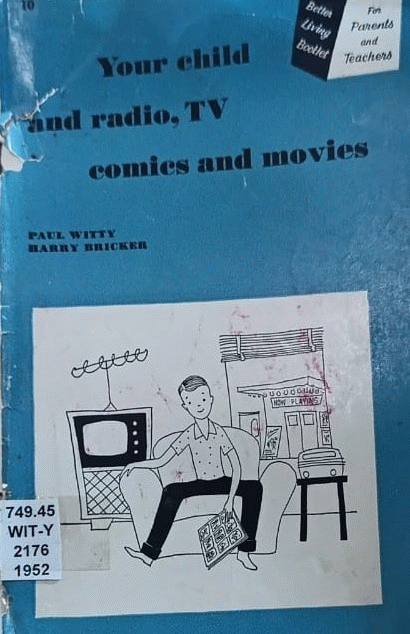 10
Better
Living
Booklet
For
Parents
and
Teachers
Your child
and radio, TV
comics and movies
PAUL WITTY
HARRY BRICKER
NOW PLAYING
749.45
WIT-Y
2176
1952